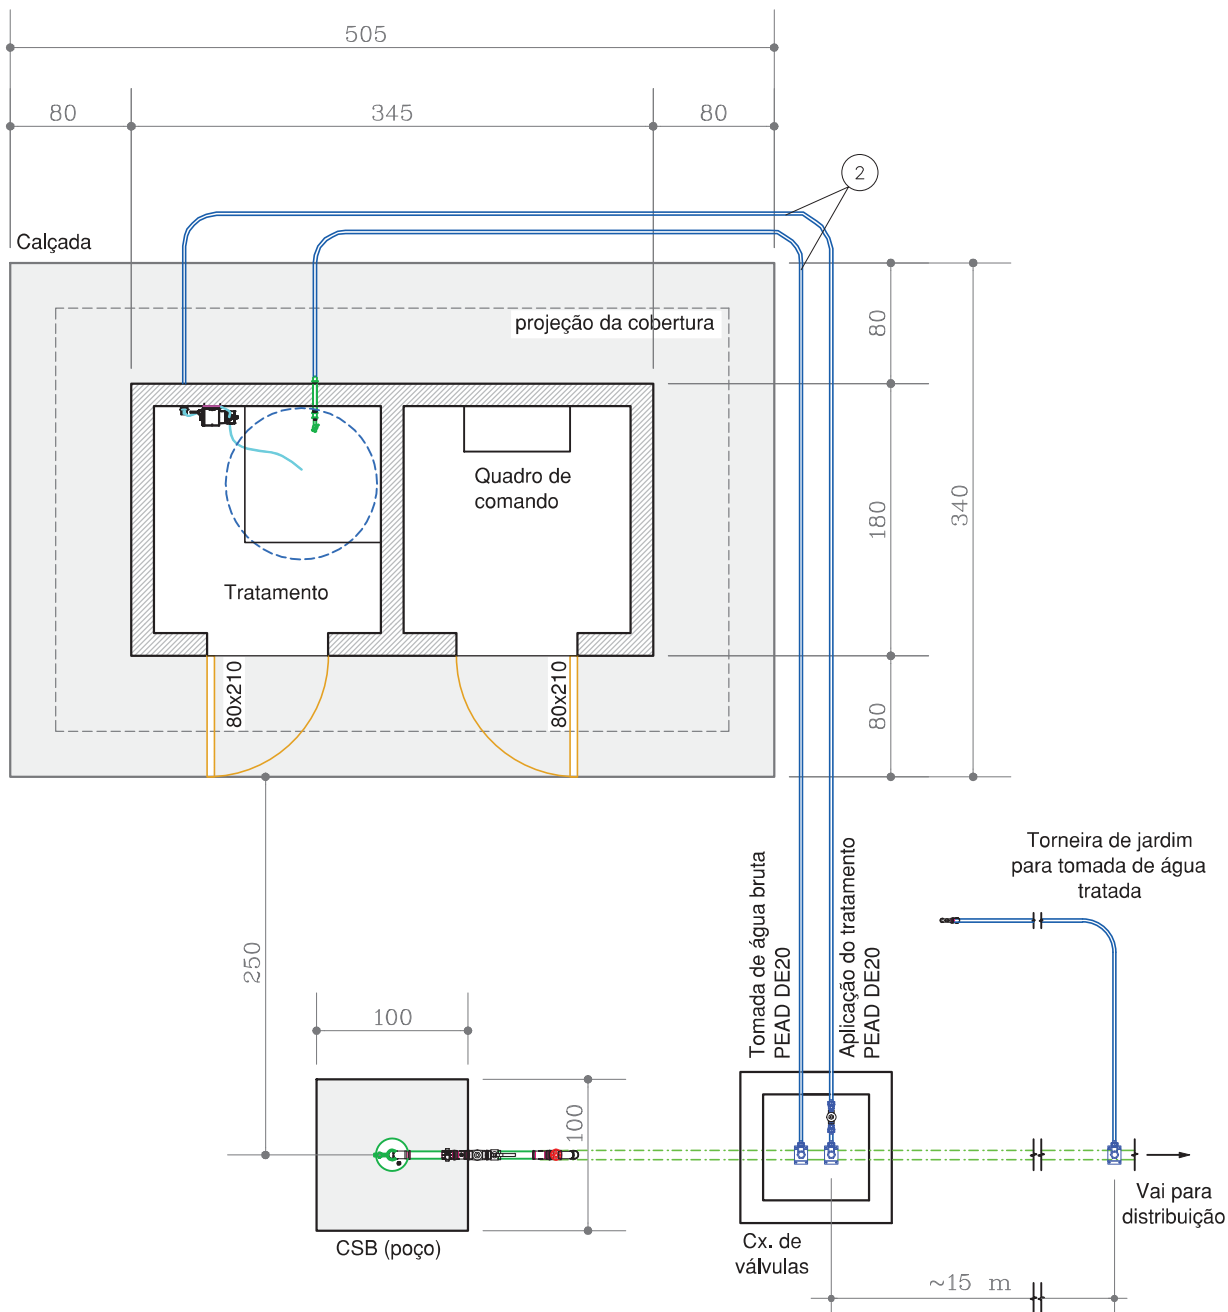 505
80
345
80
2
Calçada
projeção da cobertura
80
Quadro de
comando
180
340
Tratamento
80x210
80x210
80
Torneira de jardim
para tomada de água
tratada
Tomada de água bruta
PEAD DE20
Aplicação do tratamento
PEAD DE20
250
100
100
Vai para
distribuição
CSB (poço)
Cx. de
válvulas
~15 m